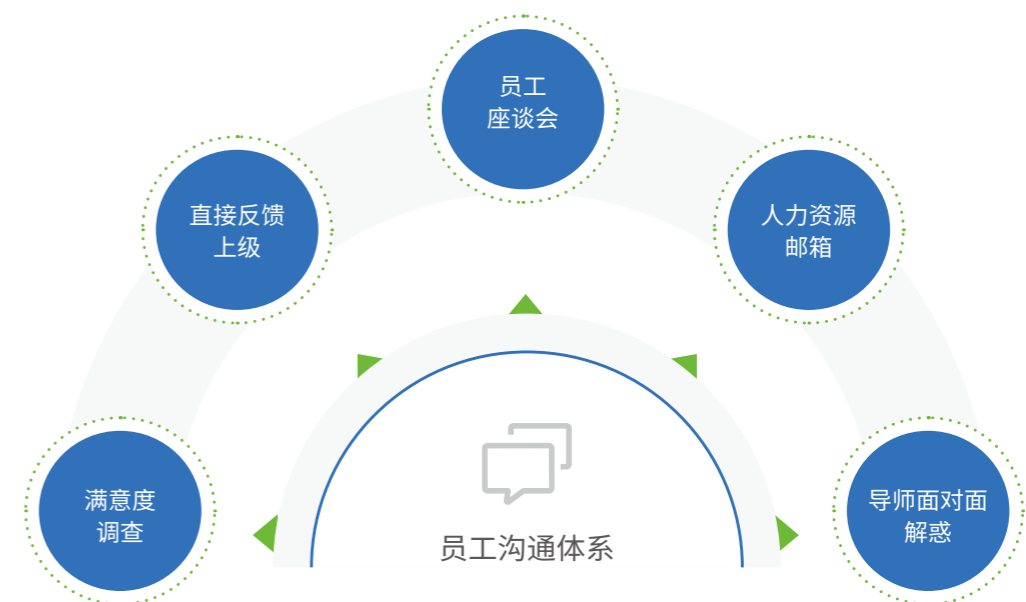 员工
座谈会
直接反馈
上级
人力资源
邮箱
满意度
调查
导师面对面
解惑
员工沟通体系